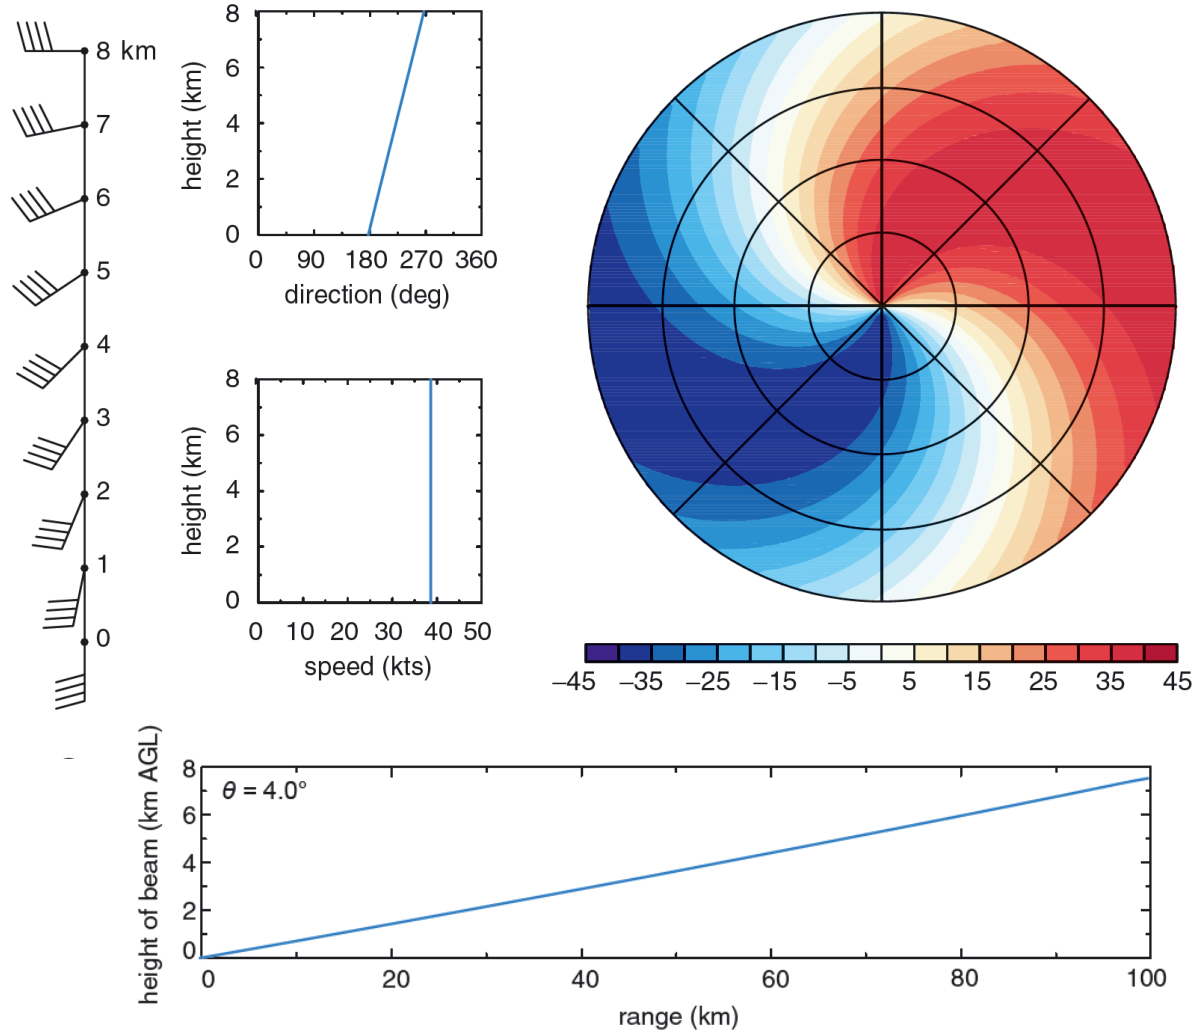 8 km
7
6
5
4
3
2
1
0
8
6
4
2
0
height (km)
0 90 180 270 360
direction (deg)
8
6
4
2
0
height (km)
0 10 20 30 40 50
speed (kts)
−45 −35 −25 −15 −5 5 15 25 35 45
θ = 4.0°
8
6
4
2
0
height of beam (km AGL)
0 20 40 60 80 100
range (km)